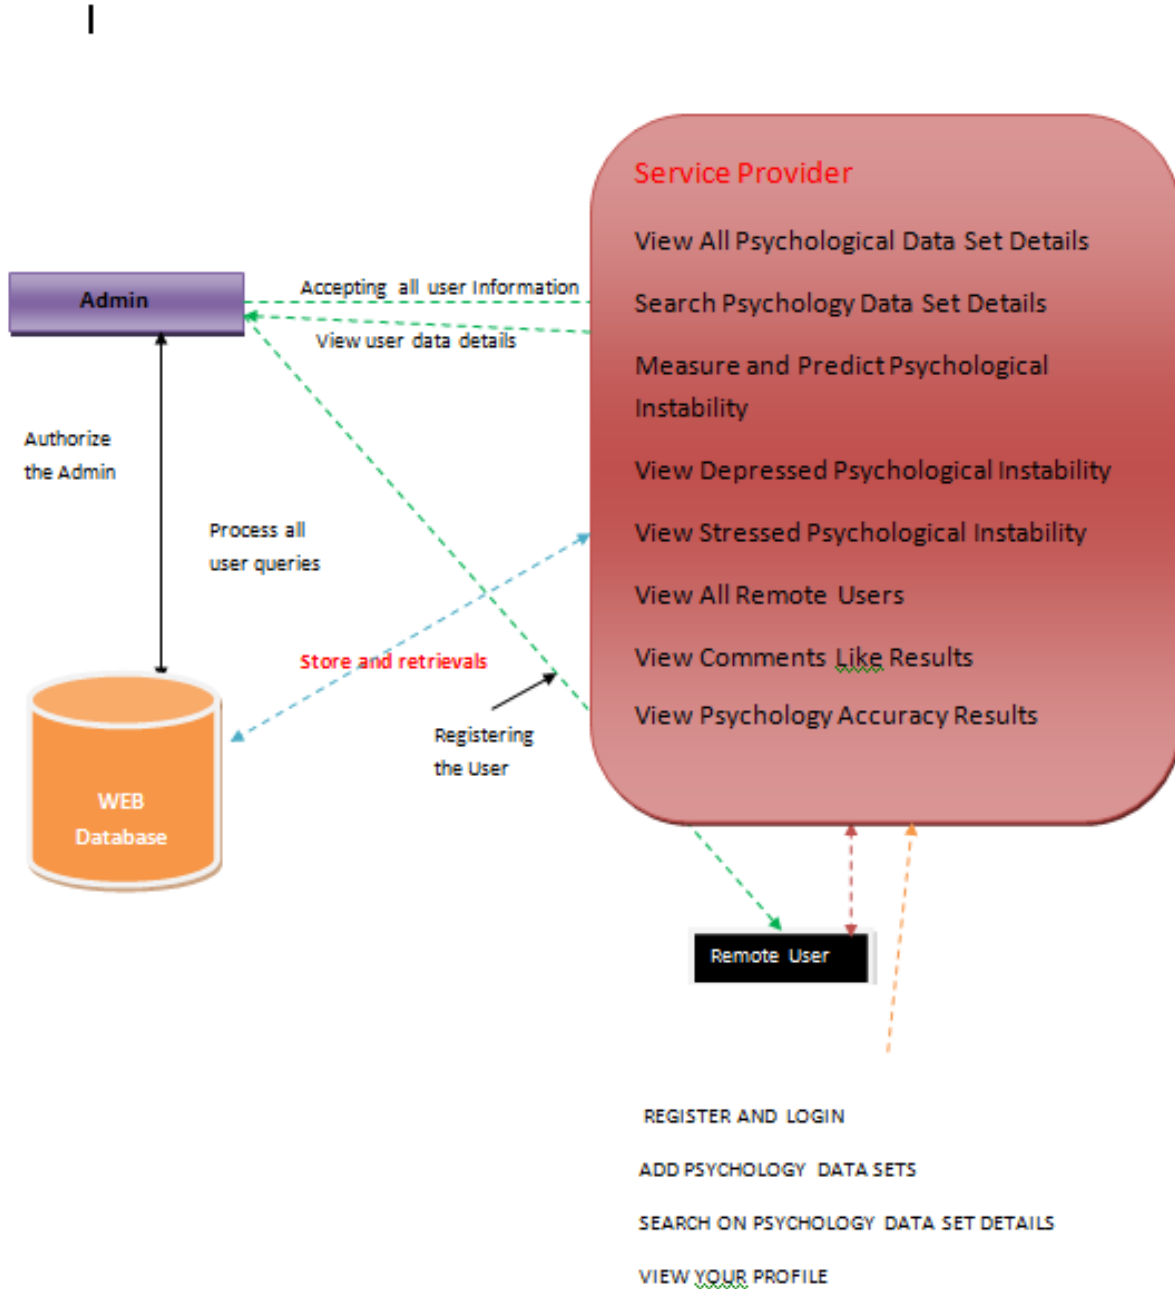 Service Provider
View All Psychological Data Set Details
Search Psychology Data Set Details
Measure and Predict Psychological
Instability
View Depressed Psychological Instability
View Stressed Psychological Instability
View All Remote Users
View Comments Like Results
View Psychology Accuracy Results
Admin
Accepting all user Information
View user data details
Authorize
the Admin
Process all
user queries
Store and retrievals
Registering
the User
WEB
Database
Remote User
REGISTER AND LOGIN
ADD PSYCHOLOGY DATA SETS
SEARCH ON PSYCHOLOGY DATA SET DETAILS
VIEW YOUR PROFILE